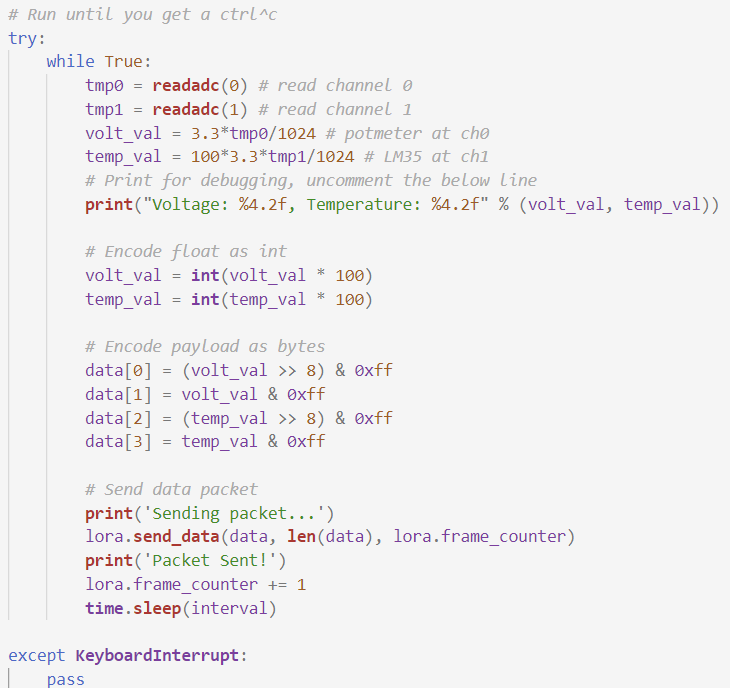 # Run until you get a ctrl^c
try:
    while True:
        tmp0 = readadc(0) # read channel 0
        tmp1 = readadc(1) # read channel 1
        volt_val = 3.3*tmp0/1024 # potmeter at ch0
        temp_val = 100*3.3*tmp1/1024 # LM35 at ch1
        # Print for debugging, uncomment the below line
        print("Voltage: %4.2f, Temperature: %4.2f" % (volt_val, temp_val))

        # Encode float as int
        volt_val = int(volt_val * 100)
        temp_val = int(temp_val * 100)

        # Encode payload as bytes
        data[0] = (volt_val >> 8) & 0xff
        data[1] = volt_val & 0xff
        data[2] = (temp_val >> 8) & 0xff
        data[3] = temp_val & 0xff

        # Send data packet
        print('Sending packet...')
        lora.send_data(data, len(data), lora.frame_counter)
        print('Packet Sent!')
        lora.frame_counter += 1
        time.sleep(interval)

except KeyboardInterrupt:
    pass